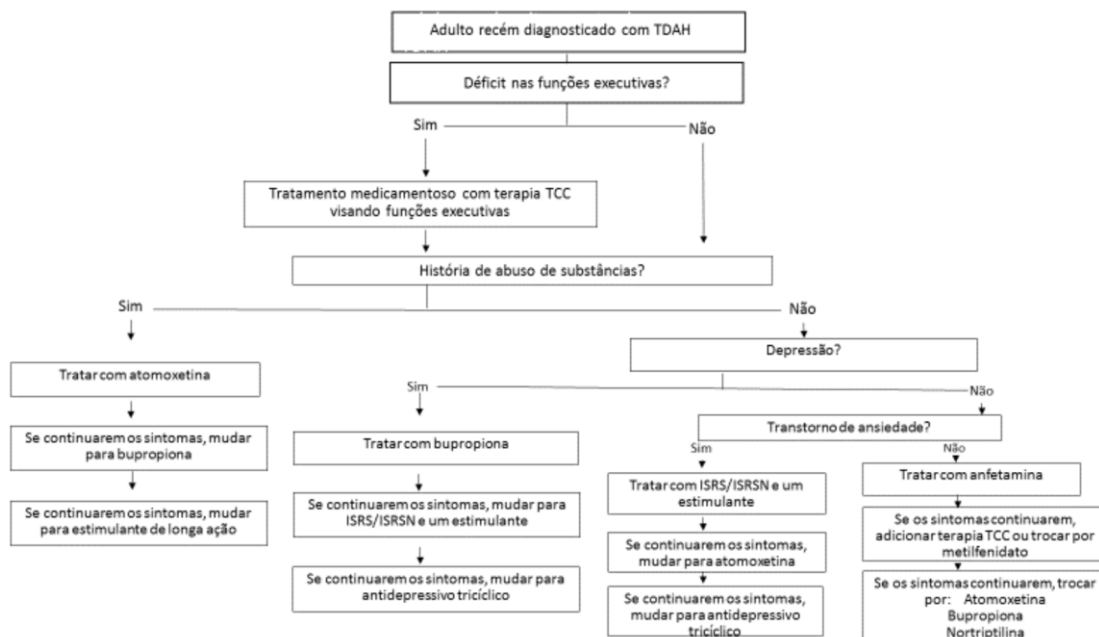 Adulto recém diagnosticado com TDAH
Déficit nas funções executivas?
Sim
Não
Tratamento medicamentoso com terapia TCC
visando funções executivas
História de abuso de substâncias?
Sim
Não
Tratar com atomoxetina
Se continuarem os sintomas, mudar
para bupropiona
Se continuarem os sintomas, mudar
para estimulante de longa ação
Depressão?
Sim
Não
Tratar com bupropiona
Se continuarem os sintomas, mudar para
ISRS/ISRSN e um estimulante
Se continuarem os sintomas, mudar para
antidepressivo tricíclico
Transtorno de ansiedade?
Sim
Não
Tratar com ISRS/ISRSN e um
estimulante
Se continuarem os sintomas,
mudar para atomoxetina
Se continuarem os sintomas,
mudar para antidepressivo
tricíclico
Tratar com anfetamina
Se os sintomas continuarem,
adicionar terapia TCC ou trocar por
metilfenidato
Se os sintomas continuarem, trocar
por: Atomoxetina
Bupropiona
Nortriptilina